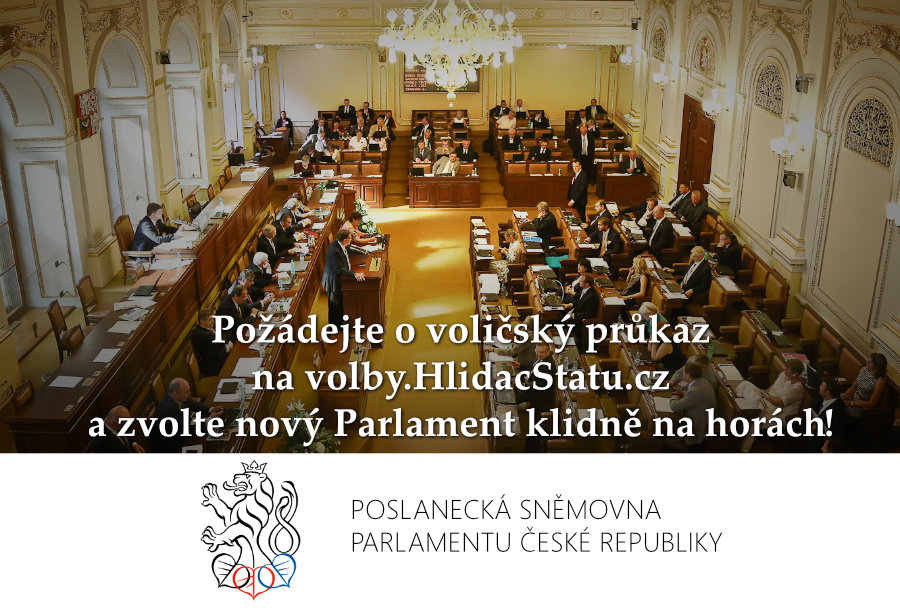 Požádejte o voličský průkaz
na volby.HlidacStatu.cz
a zvolte nový Parlament klidně na horách!
POSLANECKÁ SNĚMOVNA
PARLAMENTU ČESKÉ REPUBLIKY